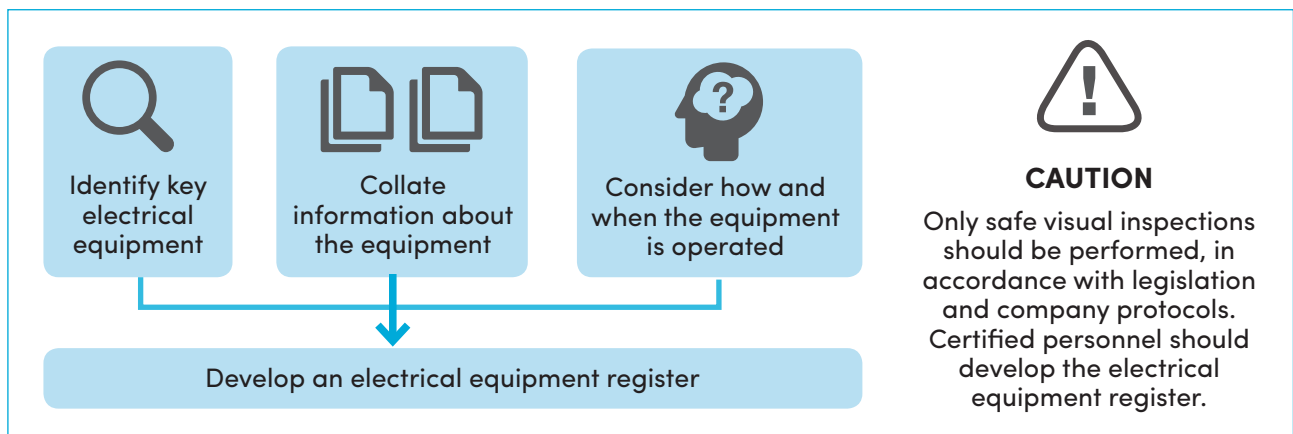 Identify key
electrical
equipment
Collate
information about
the equipment
?
Consider how and
when the equipment
is operated
Develop an electrical equipment register
!
CAUTION
Only safe visual inspections
should be performed, in
accordance with legislation
and company protocols.
Certified personnel should
develop the electrical
equipment register.